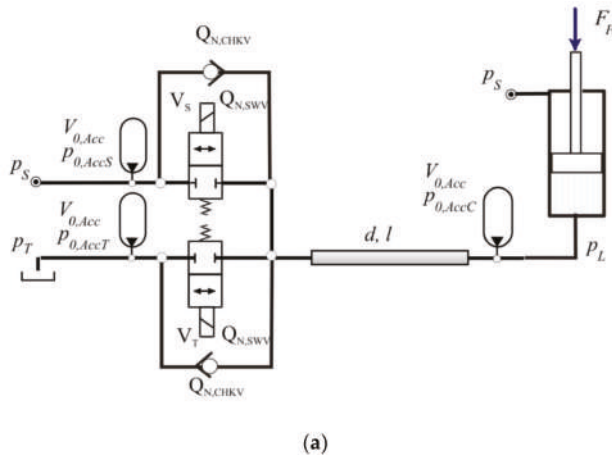 Q_{N,CHKV}
F_F
p_S
V_S
Q_{N,SWV}
V_{0,Acc}
p_{0,AccS}
p_S
V_{0,Acc}
p_{0,AccC}
V_{0,Acc}
p_{0,AccT}
p_T
d, l
p_L
V_T
Q_{N,SWV}
Q_{N,CHKV}
(a)